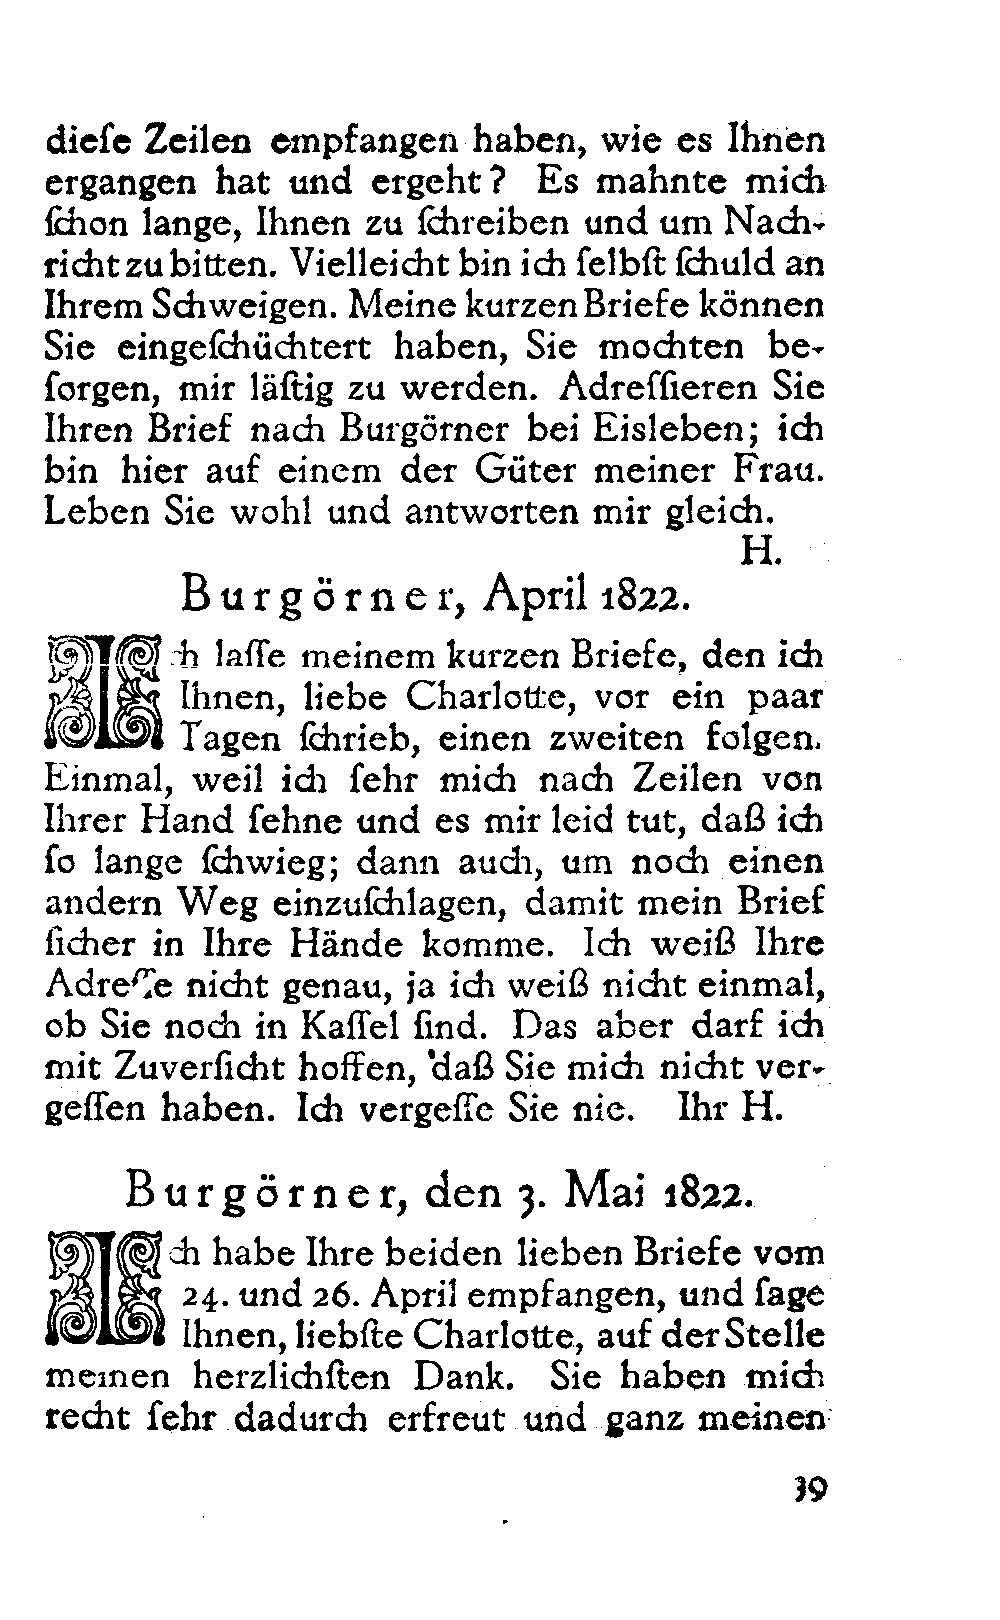 dieſe Zeilen empfangen haben, wie es Ihnen
ergangen hat und ergeht? Es mahnte mich
ſchon lange, Ihnen zu ſchreiben und um Nach-
richt zu bitten. Vielleicht bin ich ſelbſt ſchuld an
Ihrem Schweigen. Meine kurzen Briefe können
Sie eingeſchüchtert haben, Sie mochten be-
ſorgen, mir läſtig zu werden. Adreſſieren Sie
Ihren Brief nach Burgörner bei Eisleben; ich
bin hier auf einem der Güter meiner Frau.
Leben Sie wohl und antworten mir gleich.
H.
Burgörner, April 1822.
Ich laſſe meinem kurzen Briefe, den ich
Ihnen, liebe Charlotte, vor ein paar
Tagen ſchrieb, einen zweiten folgen.
Einmal, weil ich ſehr mich nach Zeilen von
Ihrer Hand ſehne und es mir leid tut, daß ich
ſo lange ſchwieg; dann auch, um noch einen
andern Weg einzuſchlagen, damit mein Brief
ſicher in Ihre Hände komme. Ich weiß Ihre
Adreſſe nicht genau, ja ich weiß nicht einmal,
ob Sie noch in Kaſſel ſind. Das aber darf ich
mit Zuverſicht hoffen, daß Sie mich nicht ver-
geſſen haben. Ich vergeſſe Sie nie. Ihr H.
Burgörner, den 3. Mai 1822.
Ich habe Ihre beiden lieben Briefe vom
24. und 26. April empfangen, und ſage
Ihnen, liebſte Charlotte, auf der Stelle
meinen herzlichſten Dank. Sie haben mich
recht ſehr dadurch erfreut und ganz meinen
39